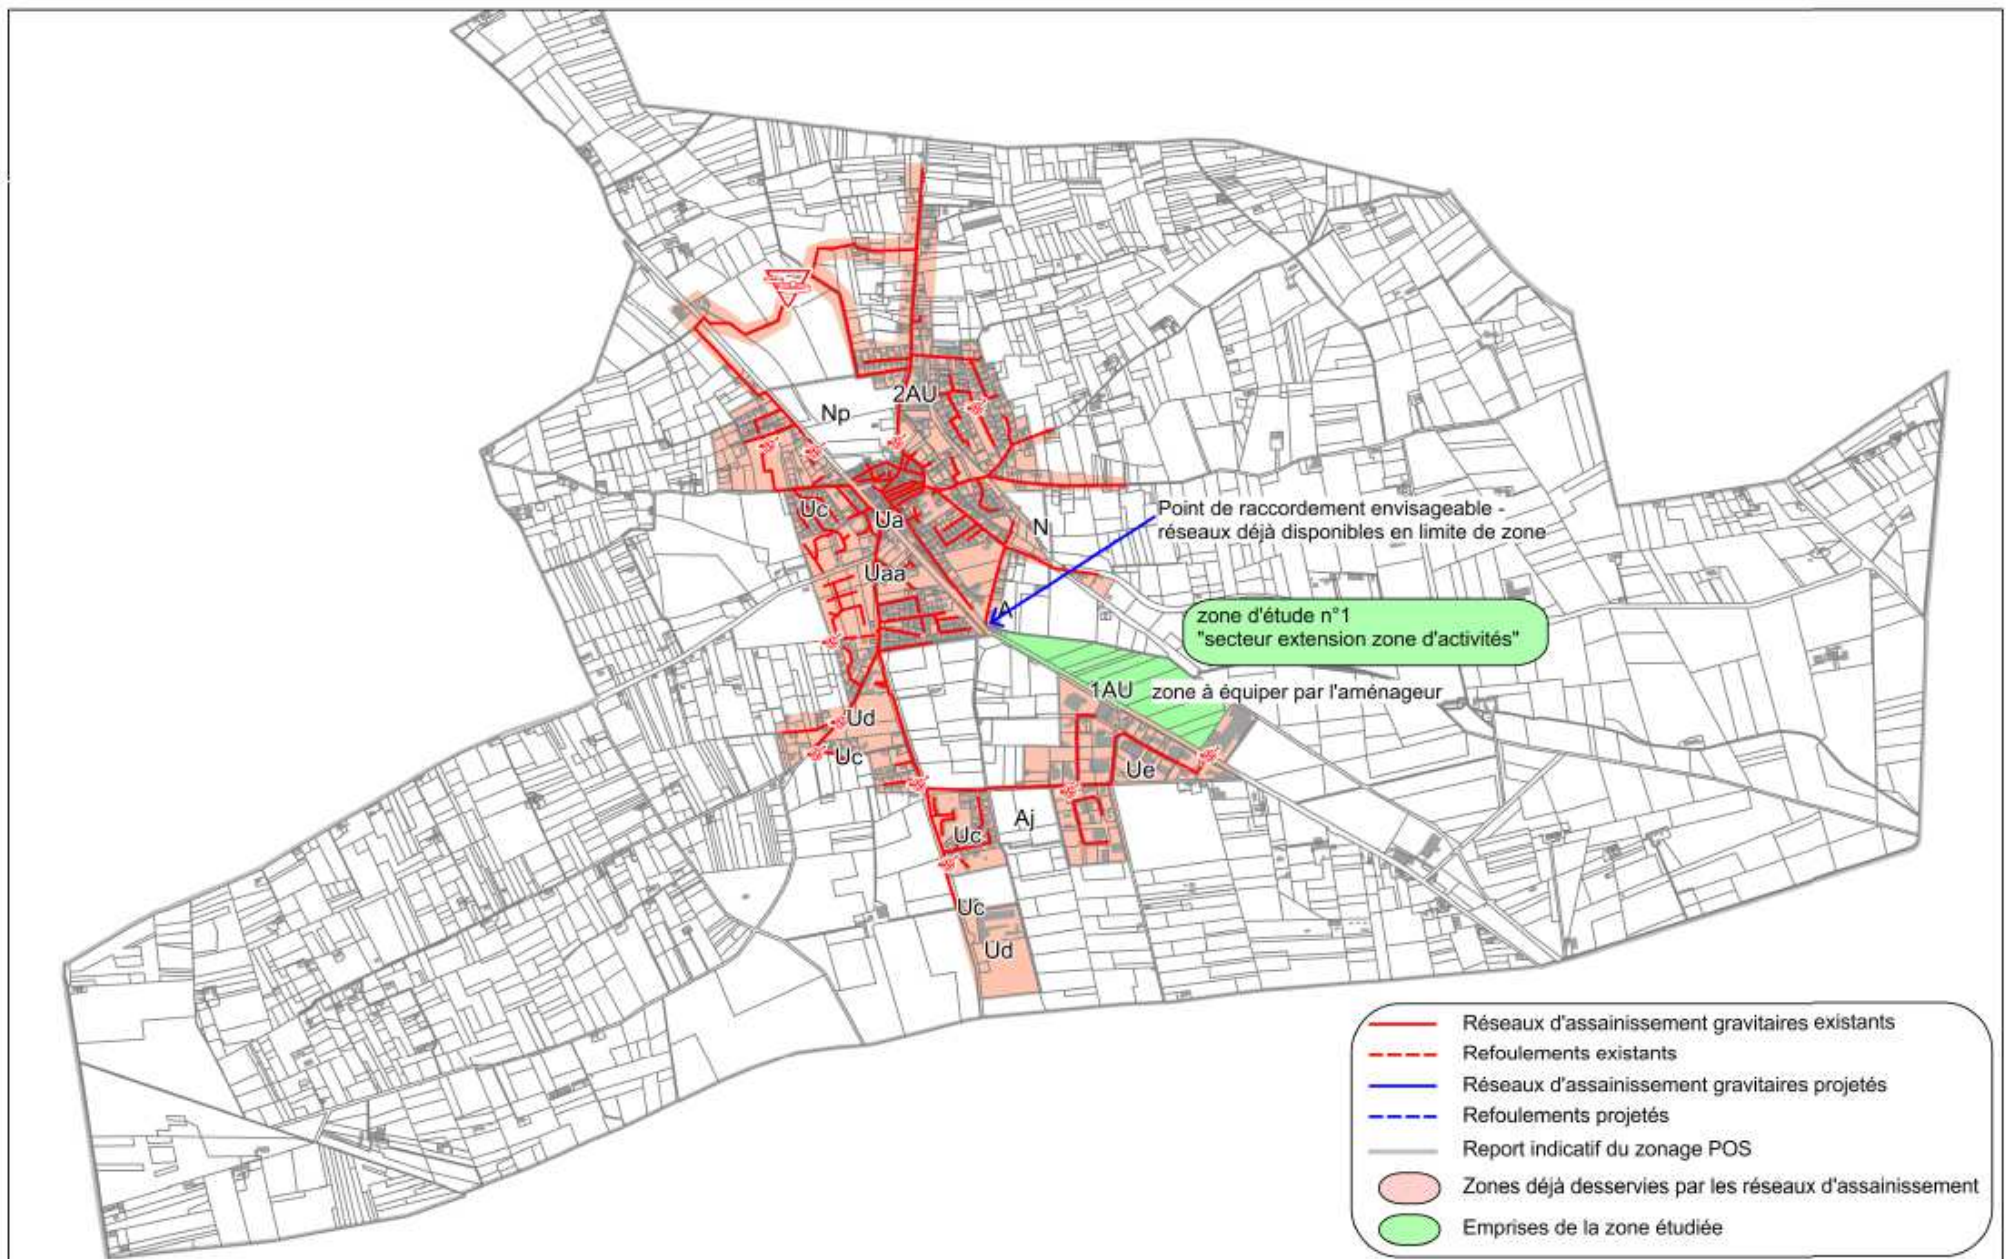 2AU
Np
Uc
Ua
N
Point de raccordement envisageable -
réseaux déjà disponibles en limite de zone
Uaa
A
zone d'étude n°1
"secteur extension zone d'activités"
1AU
zone à équiper par l'aménageur
Ud
Uc
Ue
Aj
Uc
Uc
Ud
Réseaux d'assainissement gravitaires existants
Refoulements existants
Réseaux d'assainissement gravitaires projetés
Refoulements projetés
Report indicatif du zonage POS
Zones déjà desservies par les réseaux d'assainissement
Emprises de la zone étudiée